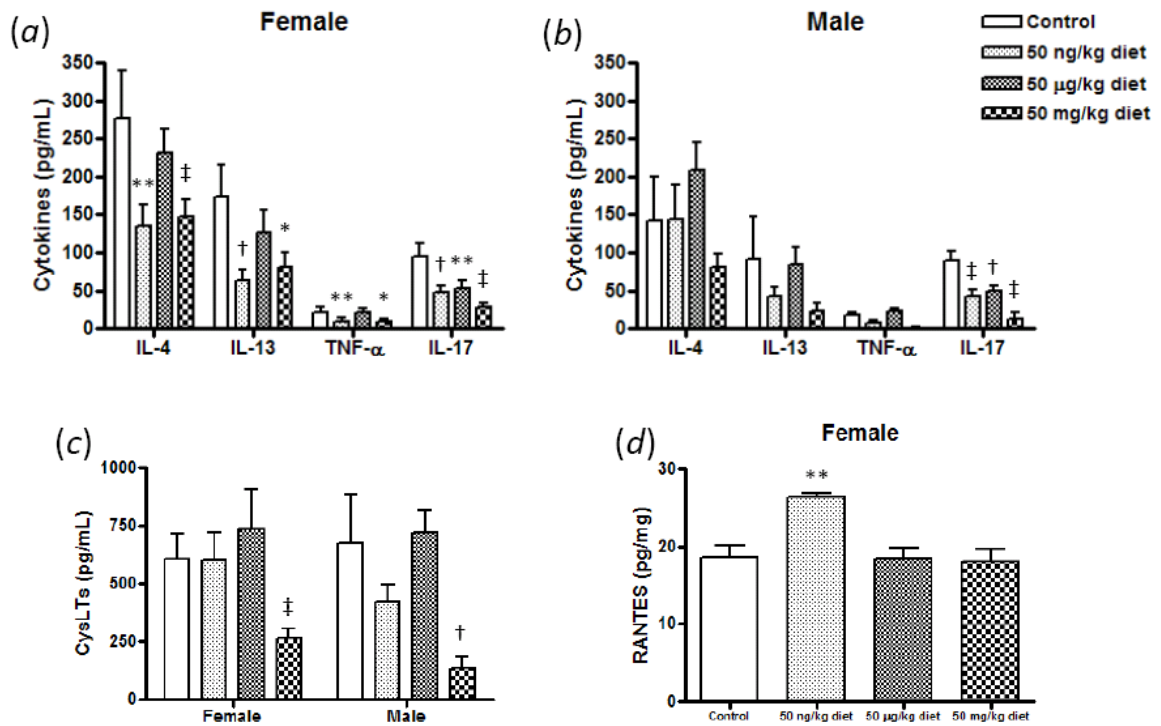 (a)
Female
Cytokines (pg/mL)
350
300
250
200
150
100
50
0
**
‡
†
*
**
*
†
**
‡
IL-4 IL-13 TNF-α IL-17
(b)
Male
Cytokines (pg/mL)
350
300
250
200
150
100
50
0
‡
†
‡
IL-4 IL-13 TNF-α IL-17
Control
50 ng/kg diet
50 μg/kg diet
50 mg/kg diet
(c)
CysLTs (pg/mL)
1000
750
500
250
0
‡
†
Female Male
(d)
Female
RANTES (pg/mg)
30
20
10
0
**
Control 50 ng/kg diet 50 μg/kg diet 50 mg/kg diet